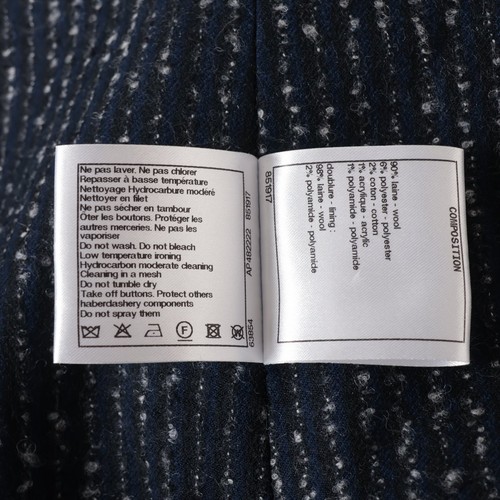 Ne pas laver. Ne pas chlorer
Repasser à basse température
Nettoyage Hydrocarbure modéré
Nettoyer en filet
Ne pas sécher en tambour
Ôter les boutons. Protéger les
autres merceries. Ne pas les
vaporiser
Do not wash. Do not bleach
Low temperature ironing
Hydrocarbon moderate cleaning
Cleaning in a mesh
Do not tumble dry
Take off buttons. Protect others
haberdashery components
Do not spray them
F
63864 AP482222 851917
851917
COMPOSITION
90% laine - wool
6% polyester - polyester
2% coton - cotton
1% acrylique - acrylic
1% polyamide - polyamide
doublure - lining :
98% laine - wool
2% polyamide - polyamide